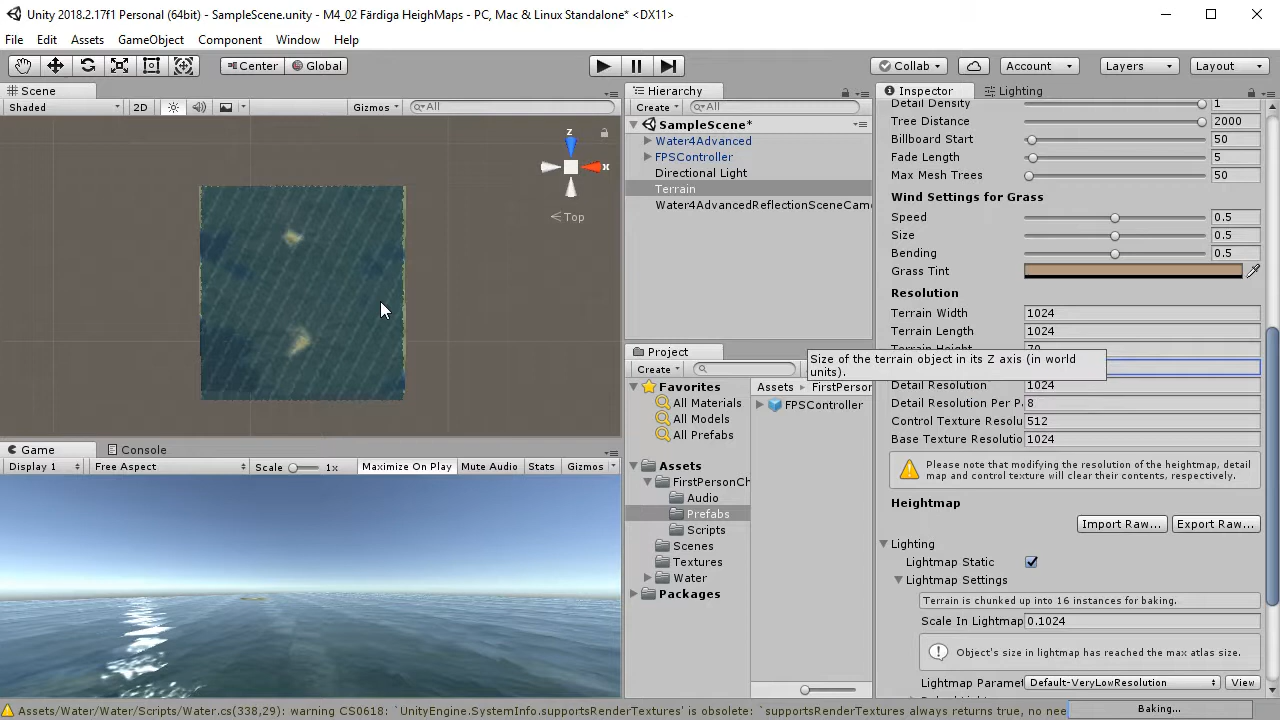 Unity 2018.2.17f1 Personal (64bit) - SampleScene.unity - M4_02 Färdiga HeighMaps - PC, Mac & Linux Standalone* <DX11>
File Edit Assets GameObject Component Window Help
Center Global Collab Account Layers Layout
Scene
Shaded 2D Gizmos All
z
x
Top
Hierarchy
Create All
SampleScene*
Water4Advanced
FPSController
Directional Light
Terrain
Water4AdvancedReflectionSceneCame
Project
Create
Favorites
All Materials
All Models
All Prefabs
Assets
FirstPersonCh
Audio
Prefabs
Scripts
Scenes
Textures
Water
Packages
Assets FirstPerson
FPSController
Inspector Lighting
Detail Density 1
Tree Distance 2000
Billboard Start 50
Fade Length 5
Max Mesh Trees 50
Wind Settings for Grass
Speed 0.5
Size 0.5
Bending 0.5
Grass Tint
Resolution
Terrain Width 1024
Terrain Length 1024
Size of the terrain object in its Z axis (in world
units).
Detail Resolution 1024
Detail Resolution Per P 8
Control Texture Resolu 512
Base Texture Resolutio 1024
Please note that modifying the resolution of the heightmap, detail
map and control texture will clear their contents, respectively.
Heightmap
Import Raw... Export Raw...
Lighting
Lightmap Static
Lightmap Settings
Terrain is chunked up into 16 instances for baking.
Scale In Lightmap 0.1024
Object's size in lightmap has reached the max atlas size.
Lightmap Paramet Default-VeryLowResolution View
Game Console
Display 1 Free Aspect Scale 1x Maximize On Play Mute Audio Stats Gizmos
Assets/Water/Water/Scripts/Water.cs(338,29): warning CS0618: `UnityEngine.SystemInfo.supportsRenderTextures' is obsolete: `supportsRenderTextures always returns true, no nee
Baking...